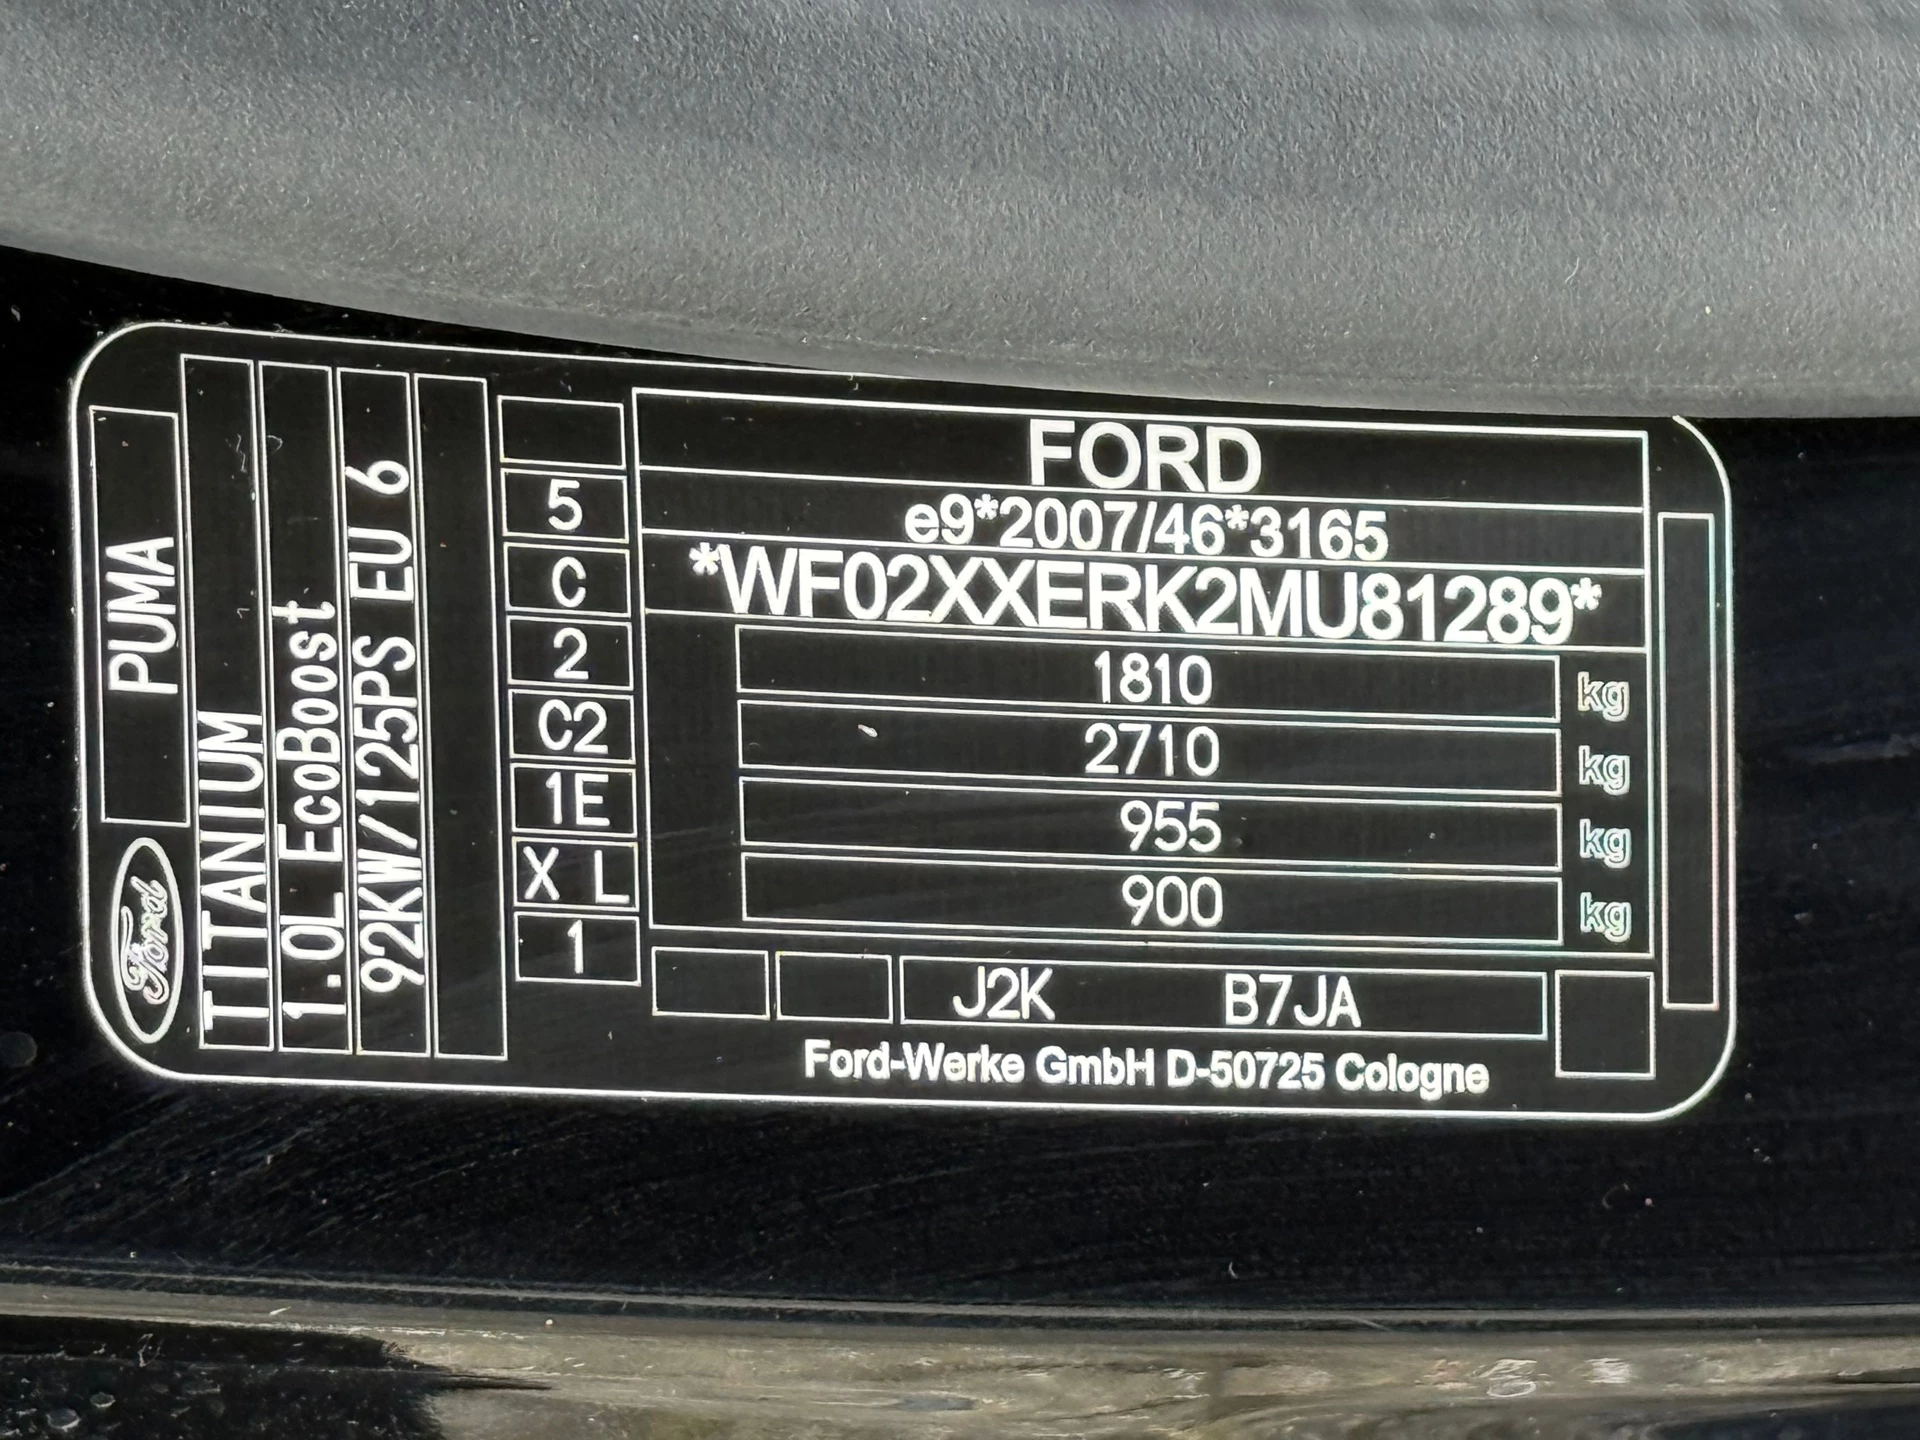 PUMA
Ford
TITANIUM
1.0L EcoBoost
92KW/125PS EU 6
5
C
2
C2
1E
X L
1
FORD
e9*2007/46*3165
*WF02XXERK2MU81289*
1810 kg
2710 kg
955 kg
900 kg
J2K B7JA
Ford-Werke GmbH D-50725 Cologne